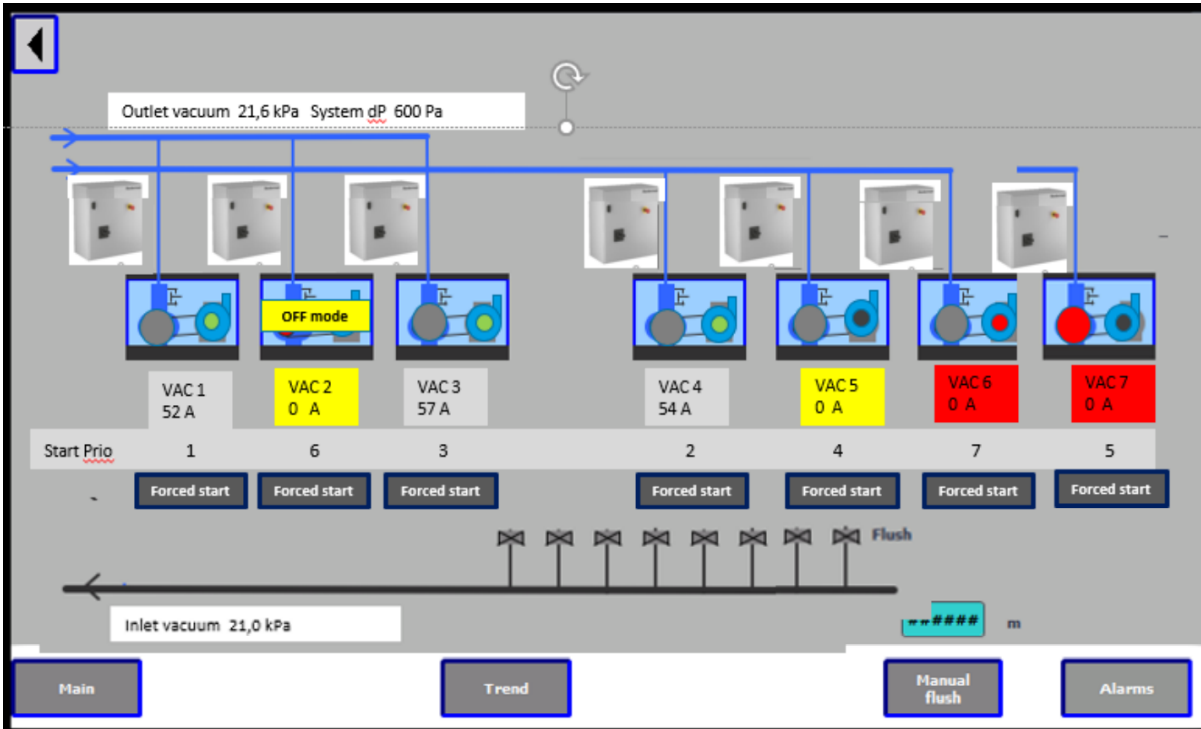 Outlet vacuum 21,6 kPa System dP 600 Pa
OFF mode
VAC 1
52 A
VAC 2
0 A
VAC 3
57 A
VAC 4
54 A
VAC 5
0 A
VAC 6
0 A
VAC 7
0 A
Start Prio 1 6 3 2 4 7 5
Forced start Forced start Forced start Forced start Forced start Forced start Forced start
Flush
Inlet vacuum 21,0 kPa
###### m
Main
Trend
Manual
flush
Alarms